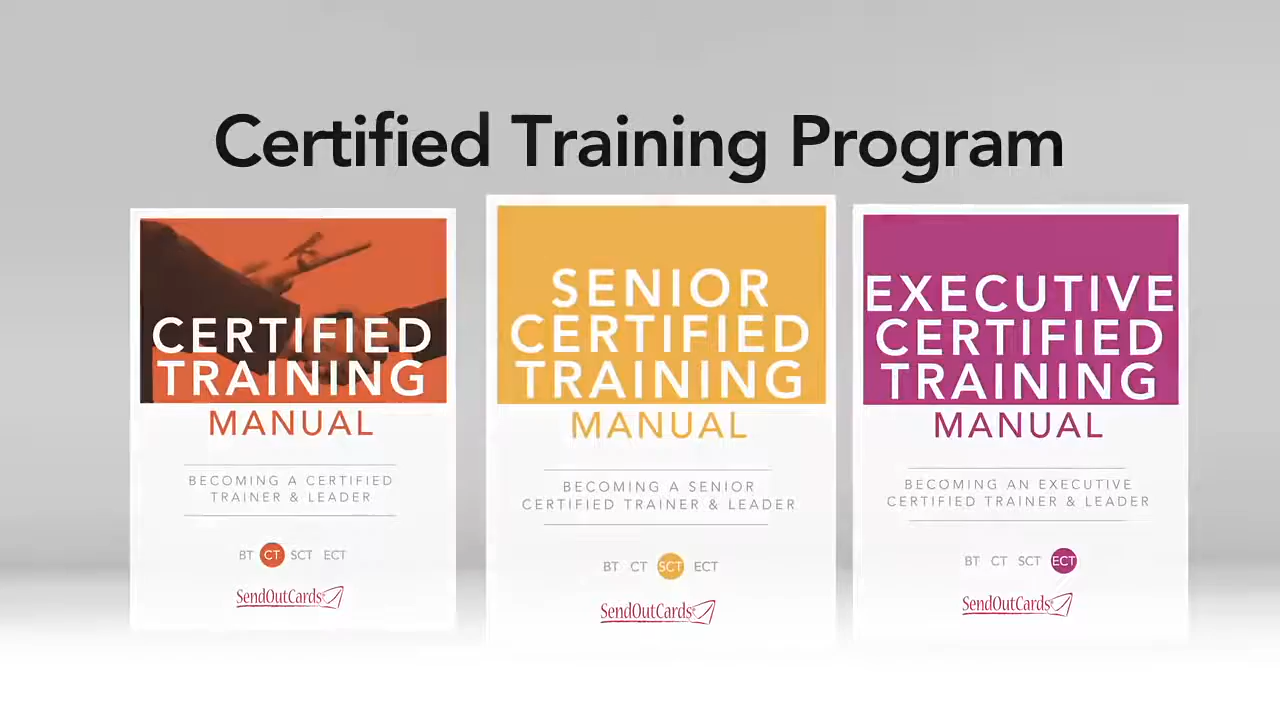 Certified Training Program
CERTIFIED
TRAINING
MANUAL
BECOMING A CERTIFIED
TRAINER & LEADER
BT CT SCT ECT
SendOutCards
SENIOR
CERTIFIED
TRAINING
MANUAL
BECOMING A SENIOR
CERTIFIED TRAINER & LEADER
BT CT SCT ECT
SendOutCards
EXECUTIVE
CERTIFIED
TRAINING
MANUAL
BECOMING AN EXECUTIVE
CERTIFIED TRAINER & LEADER
BT CT SCT ECT
SendOutCards